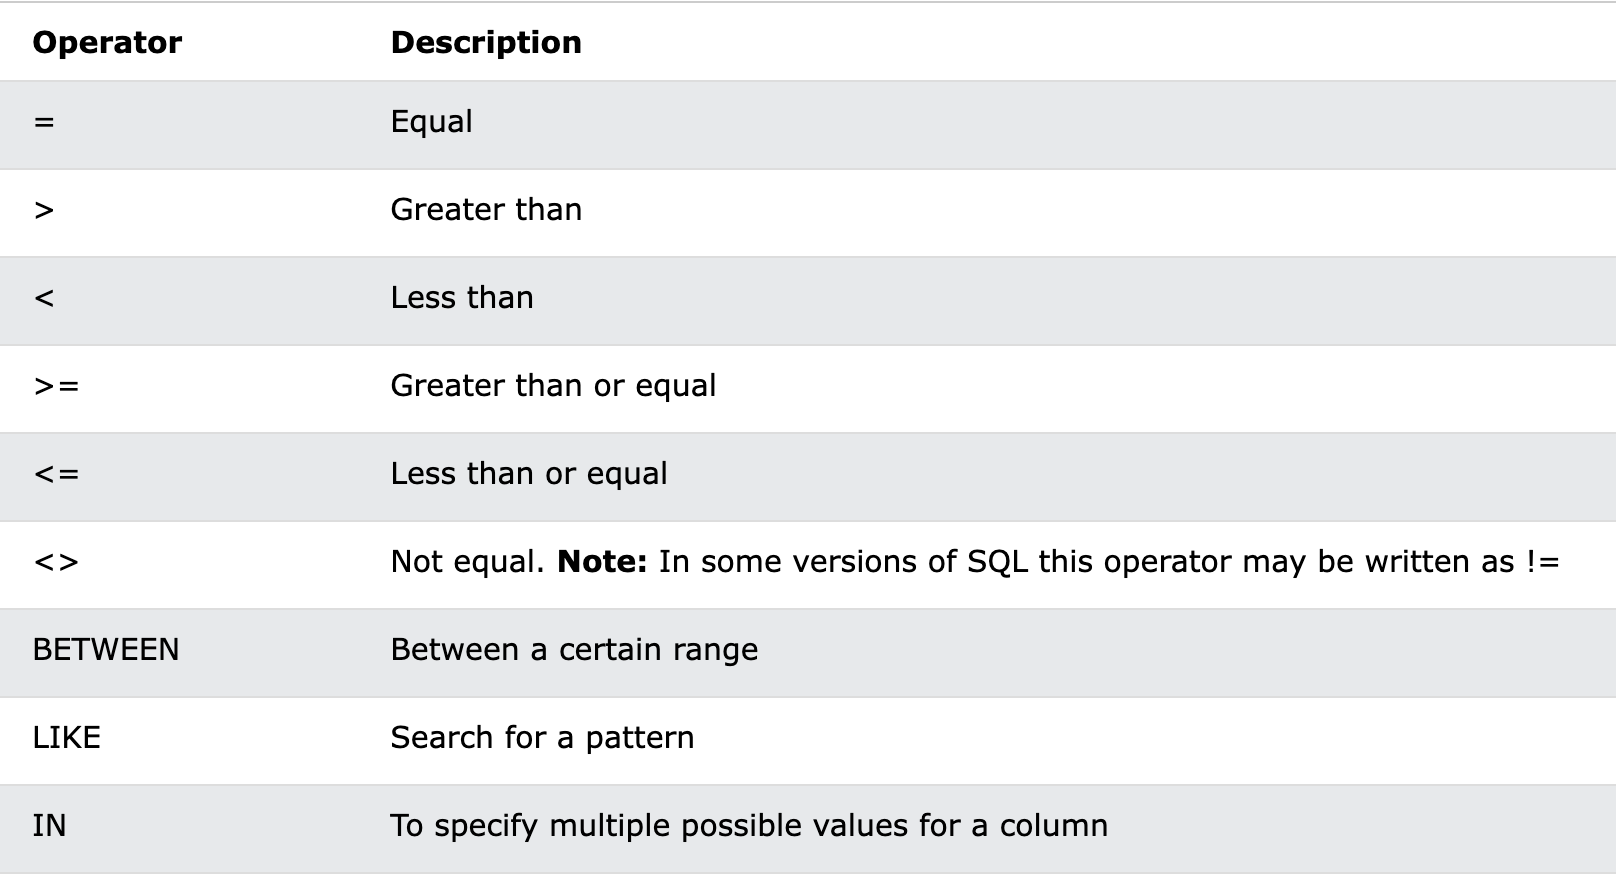 Operator Description
= Equal
> Greater than
< Less than
>= Greater than or equal
<= Less than or equal
<> Not equal. Note: In some versions of SQL this operator may be written as !=
BETWEEN Between a certain range
LIKE Search for a pattern
IN To specify multiple possible values for a column